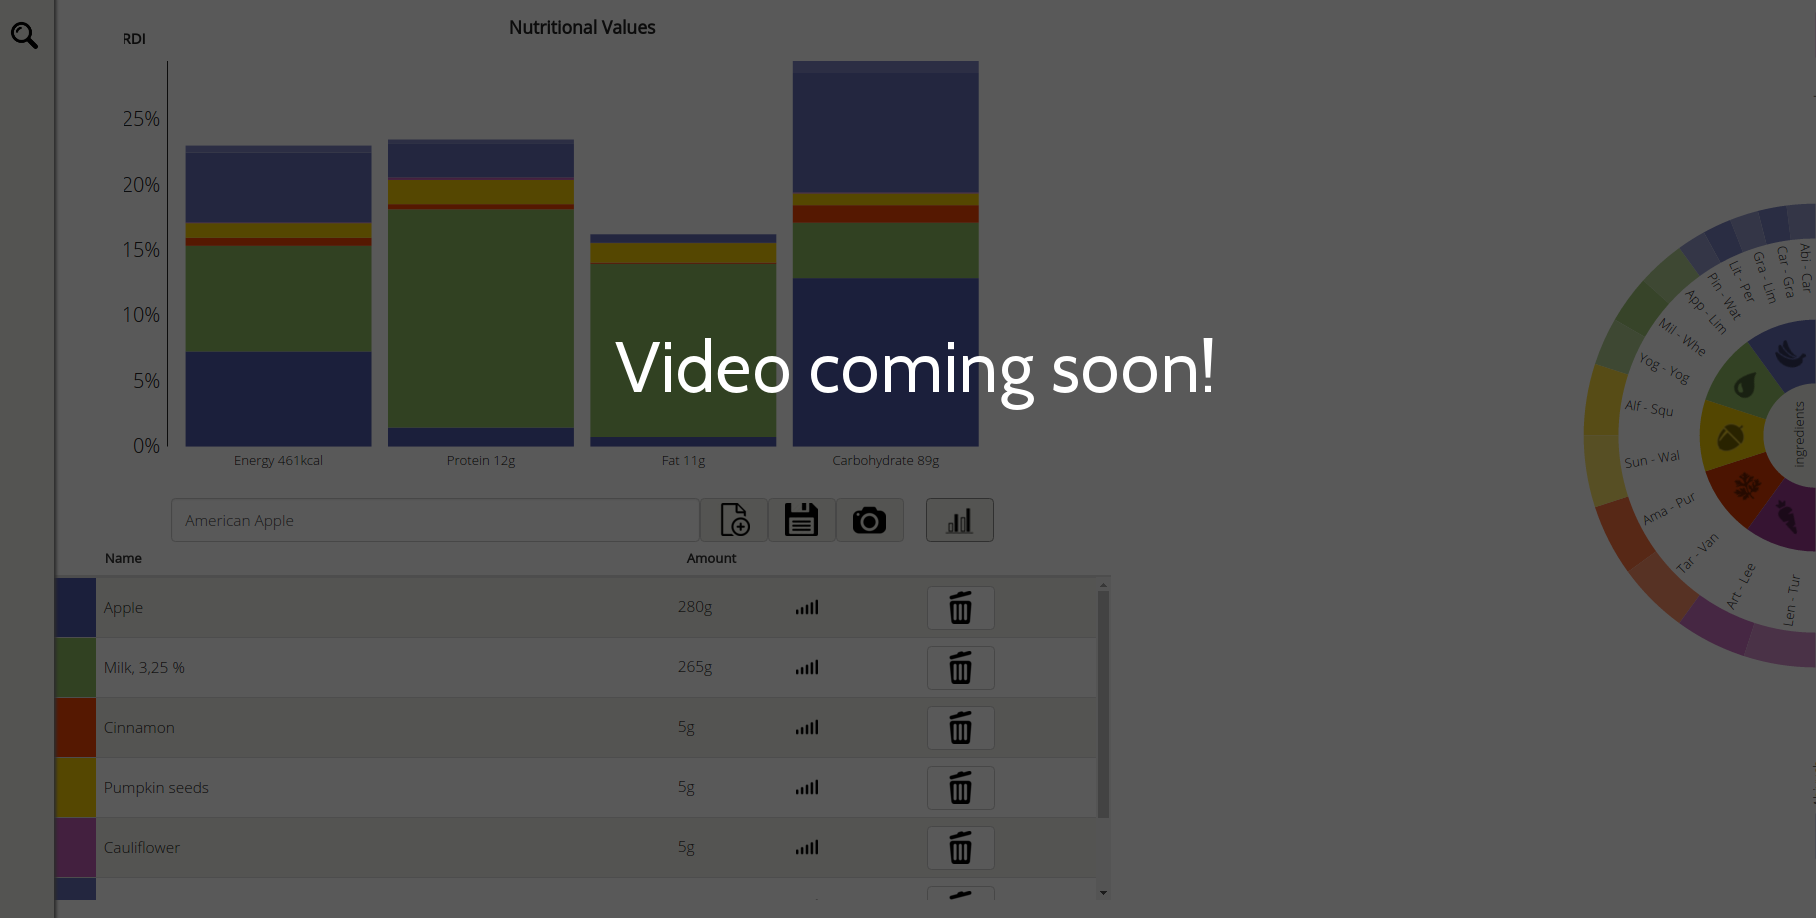 Nutritional Values
RDI
25%
20%
15%
10%
5%
0%
Energy 461kcal
Protein 12g
Fat 11g
Carbohydrate 89g
Video coming soon!
American Apple
Name Amount
Apple 280g
Milk, 3,25 % 265g
Cinnamon 5g
Pumpkin seeds 5g
Cauliflower 5g
Abi - Car
Car - Gra
Gra - Lim
Lit - Per
Pin - Wat
App - Lim
Mil - Whe
Yog - Yog
Alf - Squ
Sun - Wal
Ama - Pur
Tar - Van
Art - Lee
Len - Tur
Ingredients